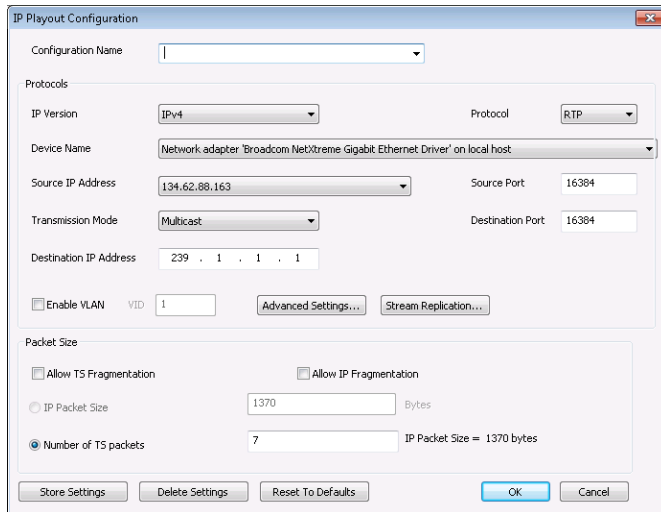 IP Playout Configuration
Configuration Name
Protocols
IP Version IPv4 Protocol RTP
Device Name Network adapter 'Broadcom NetXtreme Gigabit Ethernet Driver' on local host
Source IP Address 134.62.88.163 Source Port 16384
Transmission Mode Multicast Destination Port 16384
Destination IP Address 239 . 1 . 1 . 1
Enable VLAN VID 1 Advanced Settings... Stream Replication...
Packet Size
Allow TS Fragmentation Allow IP Fragmentation
IP Packet Size 1370 Bytes
Number of TS packets 7 IP Packet Size = 1370 bytes
Store Settings Delete Settings Reset To Defaults OK Cancel